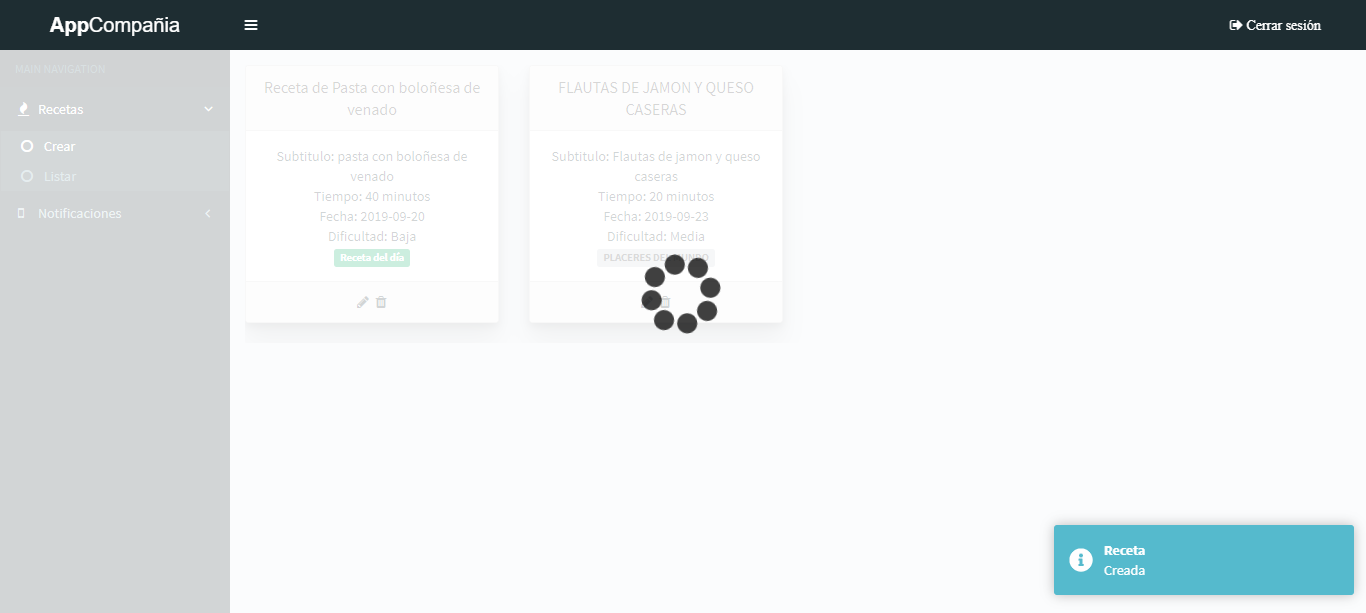 AppCompañia
Cerrar sesión
MAIN NAVIGATION
Recetas
Crear
Listar
Notificaciones
Receta de Pasta con boloñesa de
venado
Subtitulo: pasta con boloñesa de
venado
Tiempo: 40 minutos
Fecha: 2019-09-20
Dificultad: Baja
Receta del día
FLAUTAS DE JAMON Y QUESO
CASERAS
Subtitulo: Flautas de jamon y queso
caseras
Tiempo: 20 minutos
Fecha: 2019-09-23
Dificultad: Media
PLACERES DEL MUNDO
Receta
Creada